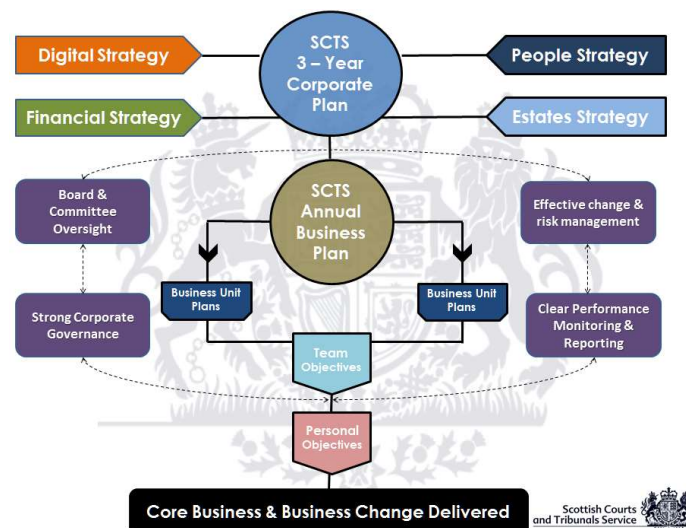 Digital Strategy
SCTS
3 – Year
Corporate
Plan
People Strategy
Financial Strategy
Estates Strategy
Board &
Committee
Oversight
SCTS
Annual
Business
Plan
Effective change &
risk management
Business Unit
Plans
Business Unit
Plans
Strong Corporate
Governance
Clear Performance
Monitoring &
Reporting
Team
Objectives
Personal
Objectives
Core Business & Business Change Delivered
Scottish Courts
and Tribunals Service